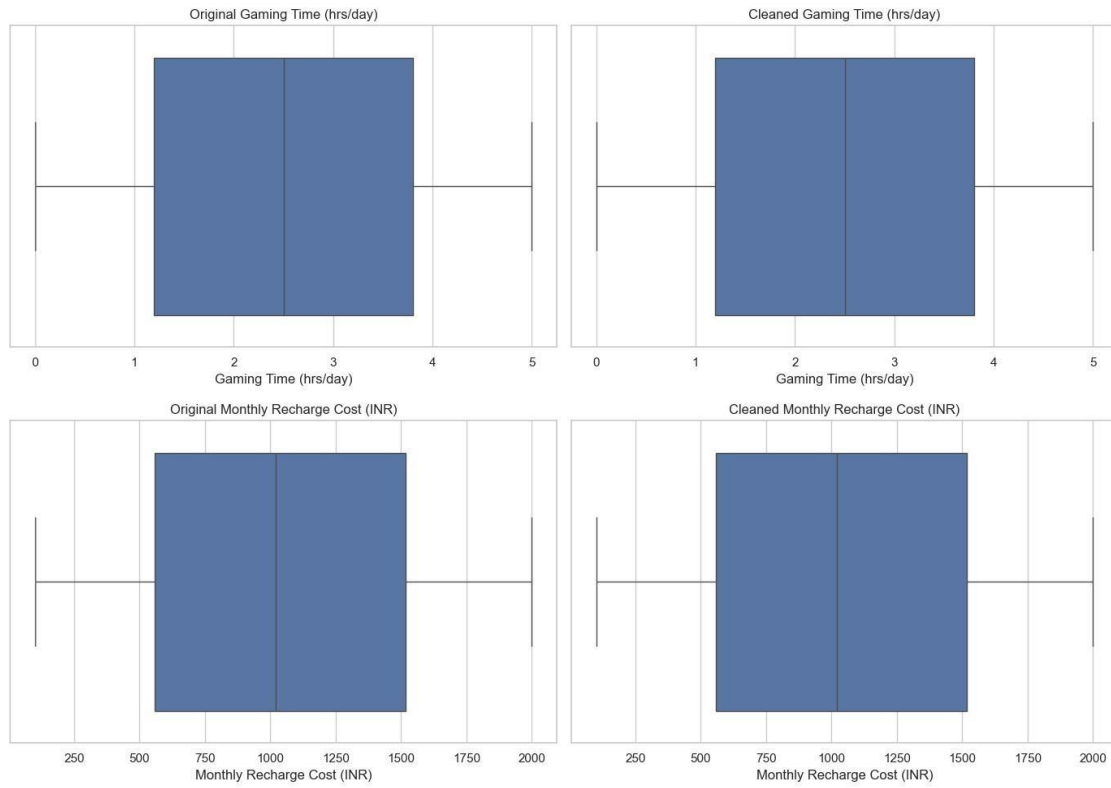 Original Gaming Time (hrs/day)
Cleaned Gaming Time (hrs/day)
0 1 2 3 4 5
0 1 2 3 4 5
Gaming Time (hrs/day)
Gaming Time (hrs/day)
Original Monthly Recharge Cost (INR)
Cleaned Monthly Recharge Cost (INR)
250 500 750 1000 1250 1500 1750 2000
250 500 750 1000 1250 1500 1750 2000
Monthly Recharge Cost (INR)
Monthly Recharge Cost (INR)